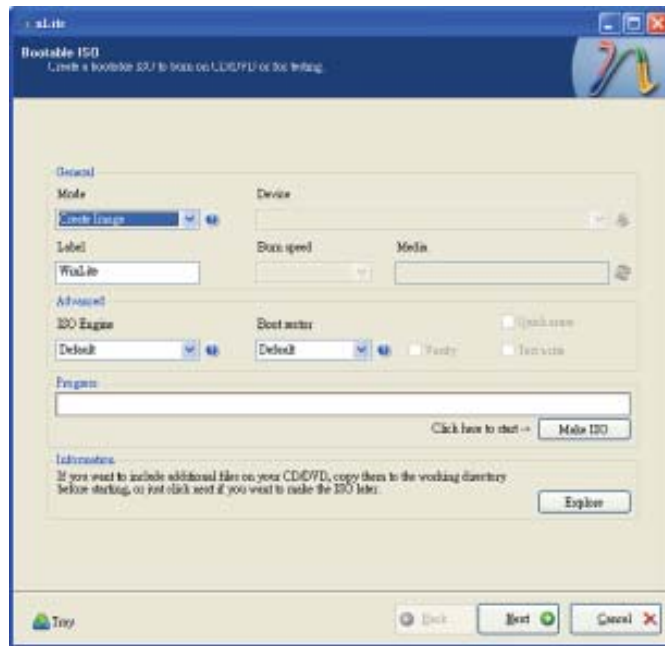 nLite
Bootable ISO
Create a bootable ISO to burn on CD/DVD or for testing.
General
Mode
Device
Create Image
Label
Burn speed
Media
WinLite
Advanced
ISO Engine
Boot sector
Quick erase
Default
Default
Verify
Test write
Progress
Click here to start ->
Make ISO
Information
If you want to include additional files on your CD/DVD, copy them to the working directory
before starting, or just click next if you want to make the ISO later.
Explore
Tray
Back
Next
Cancel